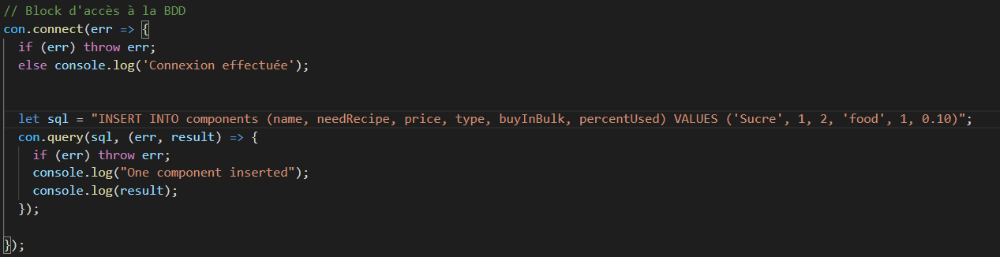 // Block d'accès à la BDD
con.connect(err => {
  if (err) throw err;
  else console.log('Connexion effectuée');
  let sql = "INSERT INTO components (name, needRecipe, price, type, buyInBulk, percentUsed) VALUES ('Sucre', 1, 2, 'food', 1, 0.10)";
  con.query(sql, (err, result) => {
    if (err) throw err;
    console.log("One component inserted");
    console.log(result);
  });
});